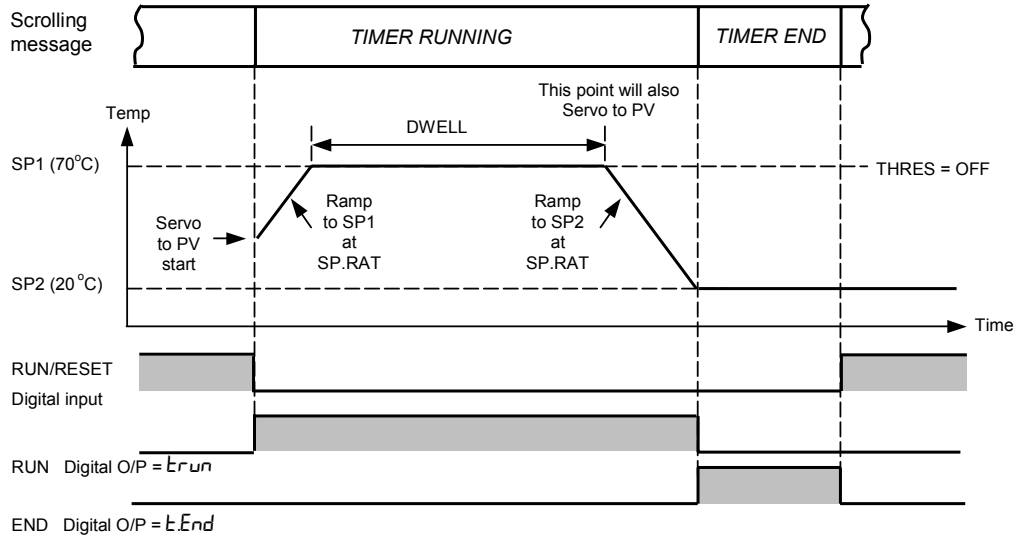 Scrolling
message
TIMER RUNNING
TIMER END
This point will also
Servo to PV
Temp
DWELL
SP1 (70°C)
THRES = OFF
Ramp
to SP1
at
SP.RAT
Ramp
to SP2
at
SP.RAT
Servo
to PV
start
SP2 (20 °C)
Time
RUN/RESET
Digital input
RUN Digital O/P = trun
END Digital O/P = t.End